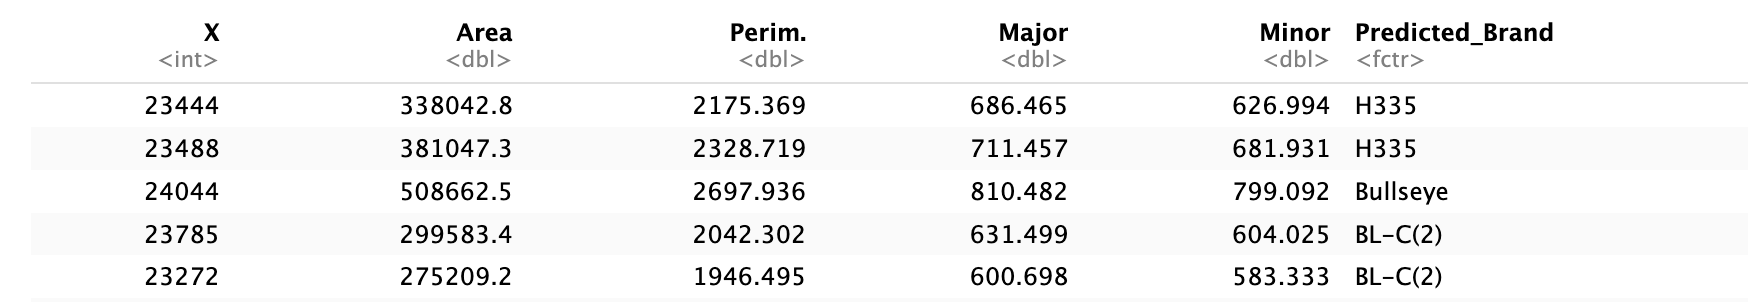 X Area Perim. Major Minor Predicted_Brand
<int> <dbl> <dbl> <dbl> <dbl> <fctr>
23444 338042.8 2175.369 686.465 626.994 H335
23488 381047.3 2328.719 711.457 681.931 H335
24044 508662.5 2697.936 810.482 799.092 Bullseye
23785 299583.4 2042.302 631.499 604.025 BL-C(2)
23272 275209.2 1946.495 600.698 583.333 BL-C(2)